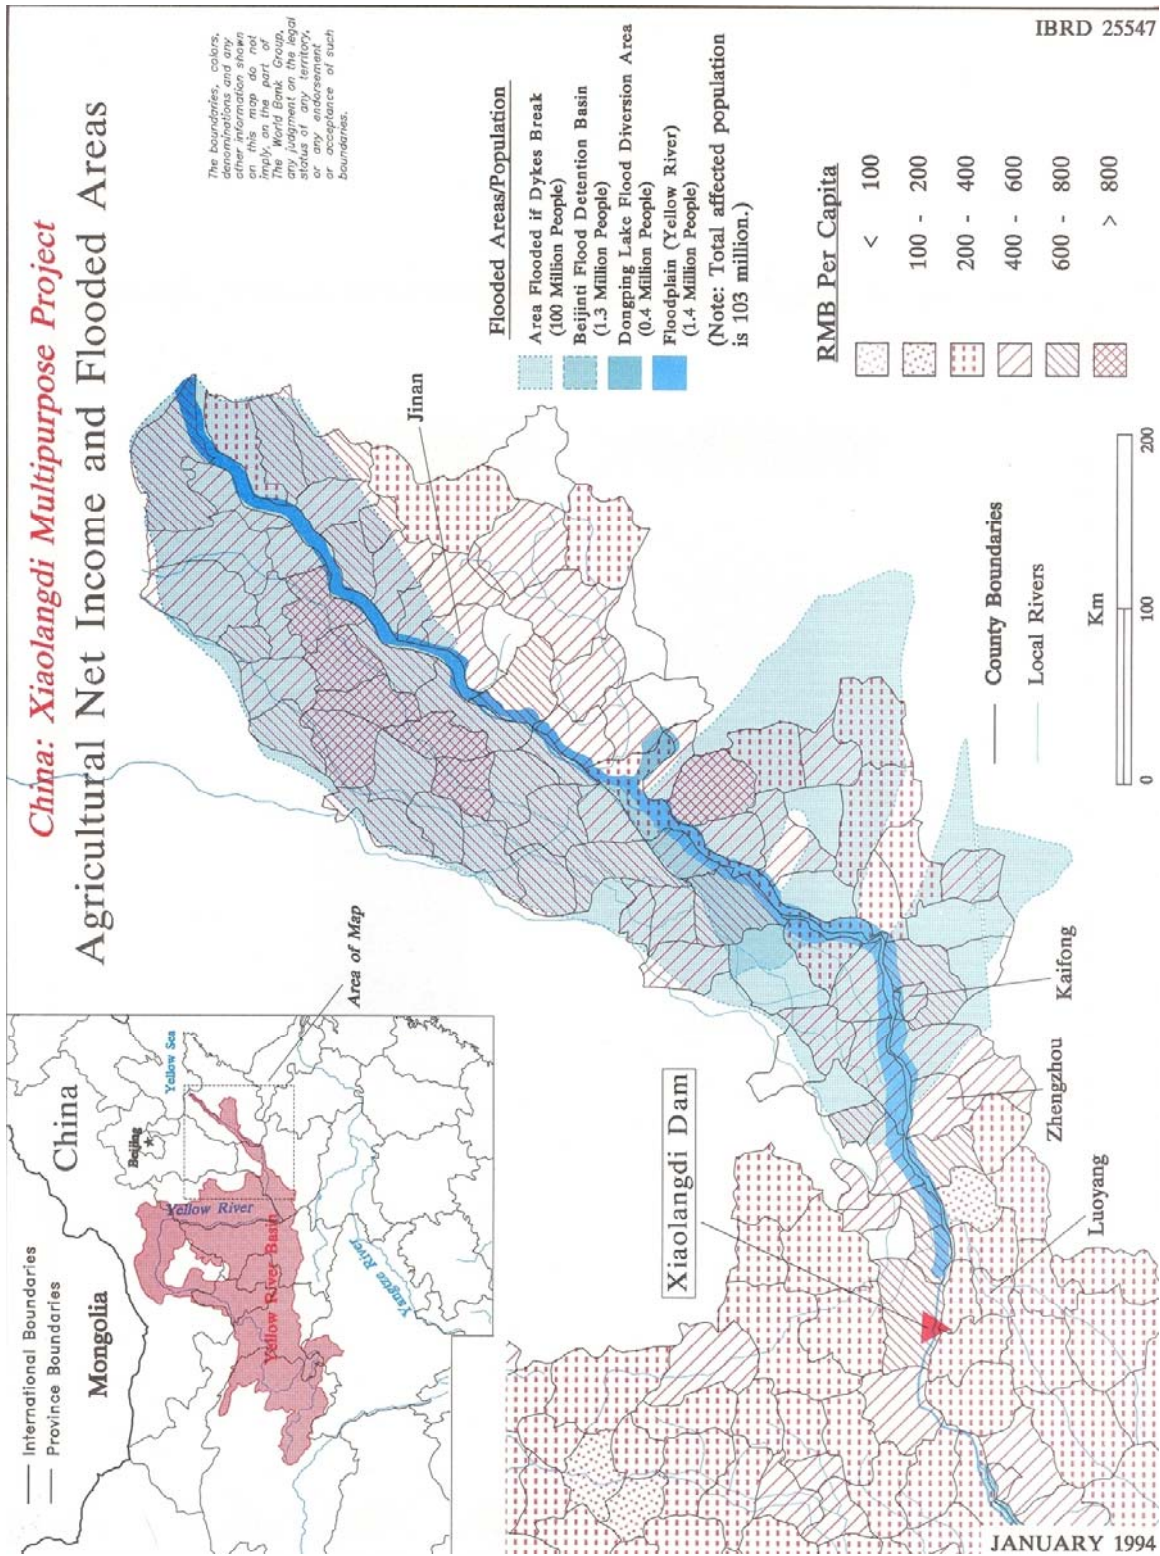 China: Xiaolangdi Multipurpose Project
Agricultural Net Income and Flooded Areas
The boundaries, colors,
denominations and any
other information shown
on this map do not
imply, on the part of
The World Bank Group,
any judgment on the legal
status of any territory,
or any endorsement
or acceptance of such
boundaries.
IBRD 25547
International Boundaries
Province Boundaries
Mongolia
China
Beijing
Yellow Sea
Yellow River
Yellow River Basin
Yangtze River
Area of Map
Flooded Areas/Population
Area Flooded if Dykes Break
(100 Million People)
Beijinti Flood Detention Basin
(1.3 Million People)
Dongping Lake Flood Diversion Area
(0.4 Million People)
Floodplain (Yellow River)
(1.4 Million People)
(Note: Total affected population
is 103 million.)
RMB Per Capita
< 100
100 - 200
200 - 400
400 - 600
600 - 800
> 800
Jinan
Xiaolangdi Dam
Kaifong
Zhengzhou
Luoyang
County Boundaries
Local Rivers
Km
0 100 200
JANUARY 1994